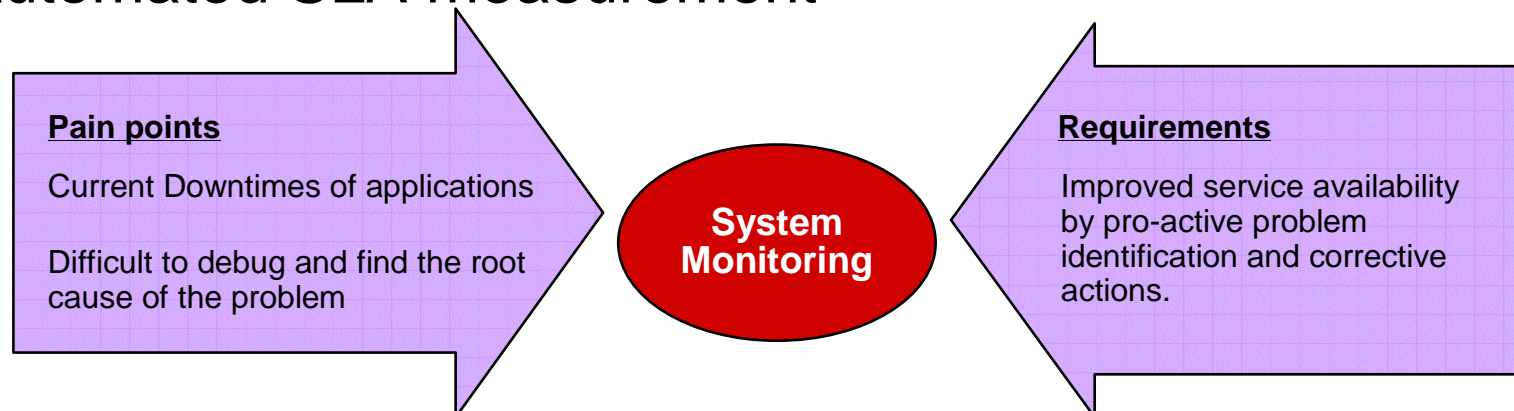 Pain points
Current Downtimes of applications
Difficult to debug and find the root
cause of the problem
System
Monitoring
Requirements
Improved service availability
by pro-active problem
identification and corrective
actions.